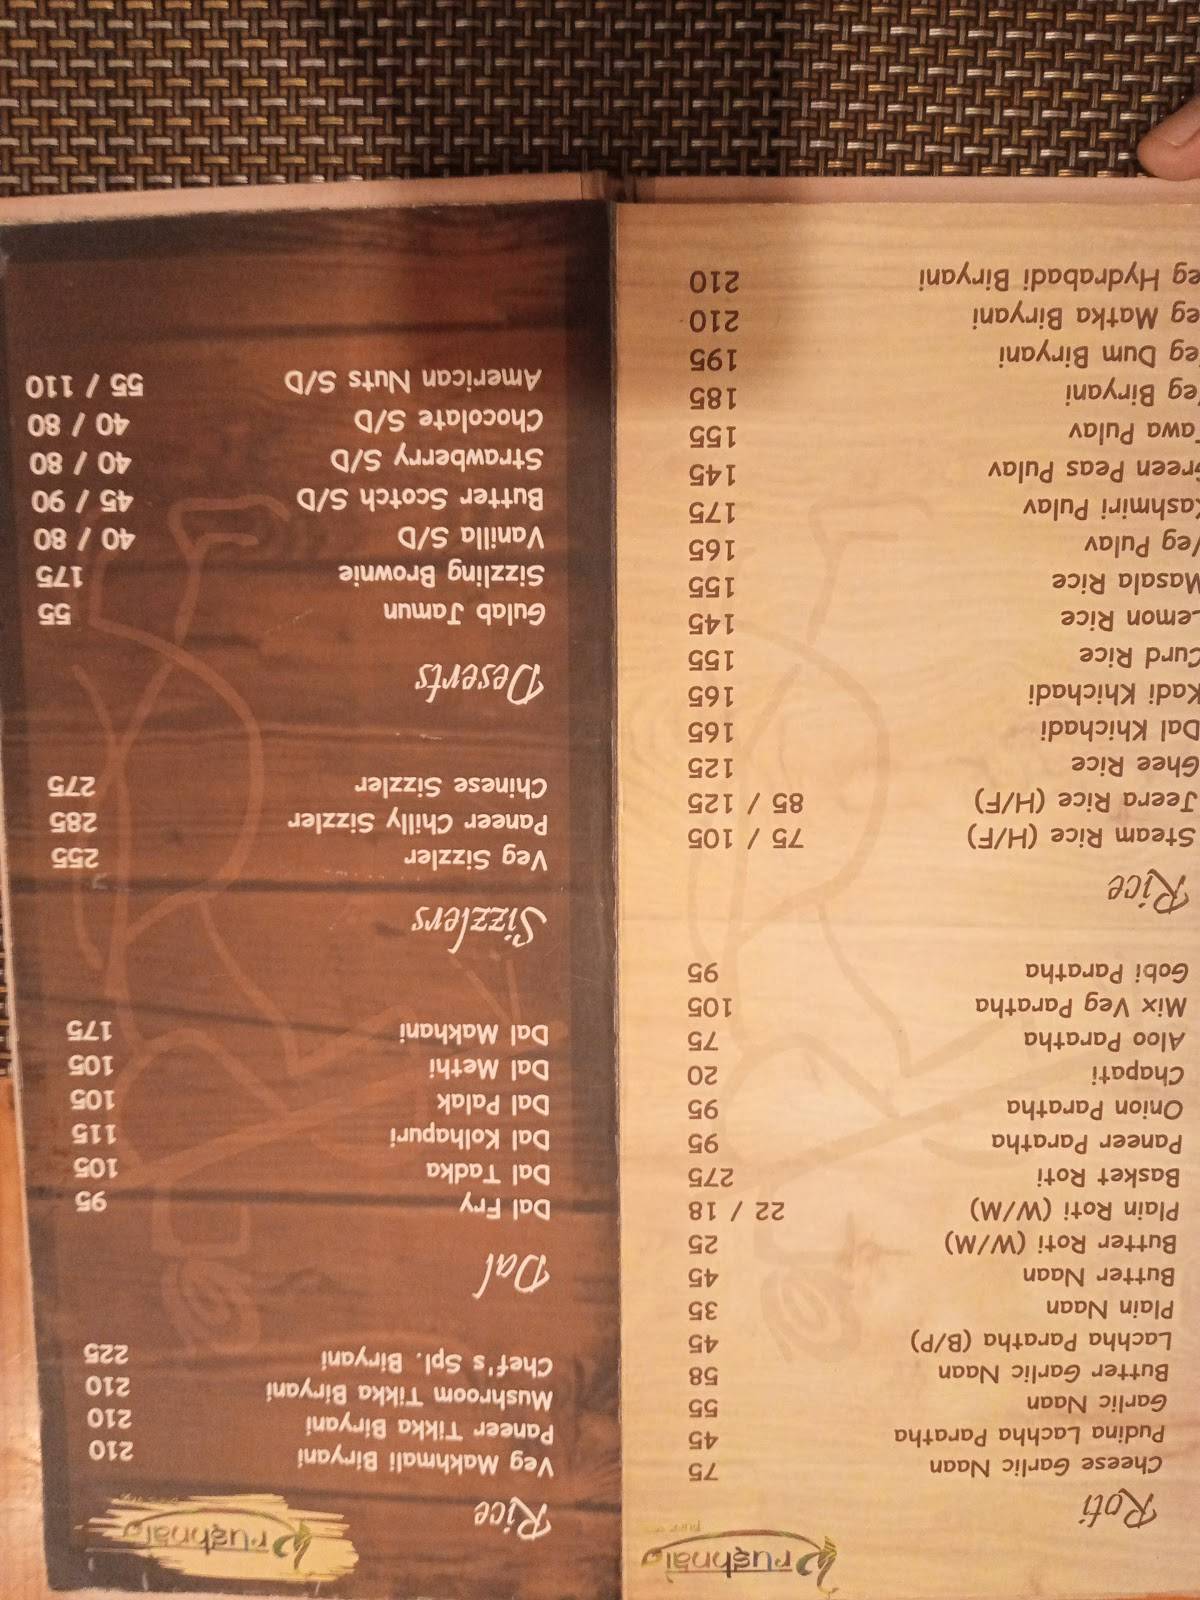 Roti
Cheese Garlic Naan 75
Pudina Lachha Paratha 45
Garlic Naan 55
Butter Garlic Naan 58
Lachha Paratha (B/P) 45
Plain Naan 35
Butter Naan 45
Butter Roti (W/M) 25
Plain Roti (W/M) 22 / 18
Basket Roti 275
Paneer Paratha 95
Onion Paratha 95
Chapati 20
Aloo Paratha 75
Mix Veg Paratha 105
Gobi Paratha 95
Rice
Steam Rice (H/F) 75 / 105
Jeera Rice (H/F) 85 / 125
Ghee Rice 125
Dal Khichadi 165
Kadi Khichadi 165
Curd Rice 155
Lemon Rice 145
Masala Rice 155
Veg Pulav 165
Kashmiri Pulav 175
Green Peas Pulav 145
Tawa Pulav 155
Veg Biryani 185
Veg Dum Biryani 195
Veg Matka Biryani 210
Veg Hydrabadi Biryani 210
Rice
Veg Makhmali Biryani 210
Paneer Tikka Biryani 210
Mushroom Tikka Biryani 210
Chef's Spl. Biryani 225
Dal
Dal Fry 95
Dal Tadka 105
Dal Kolhapuri 115
Dal Palak 105
Dal Methi 105
Dal Makhani 175
Sizzlers
Veg Sizzler 255
Paneer Chilly Sizzler 285
Chinese Sizzler 275
Deserts
Gulab Jamun 55
Sizzling Brownie 175
Vanilla S/D 40 / 80
Butter Scotch S/D 45 / 90
Strawberry S/D 40 / 80
Chocolate S/D 40 / 80
American Nuts S/D 55 / 110